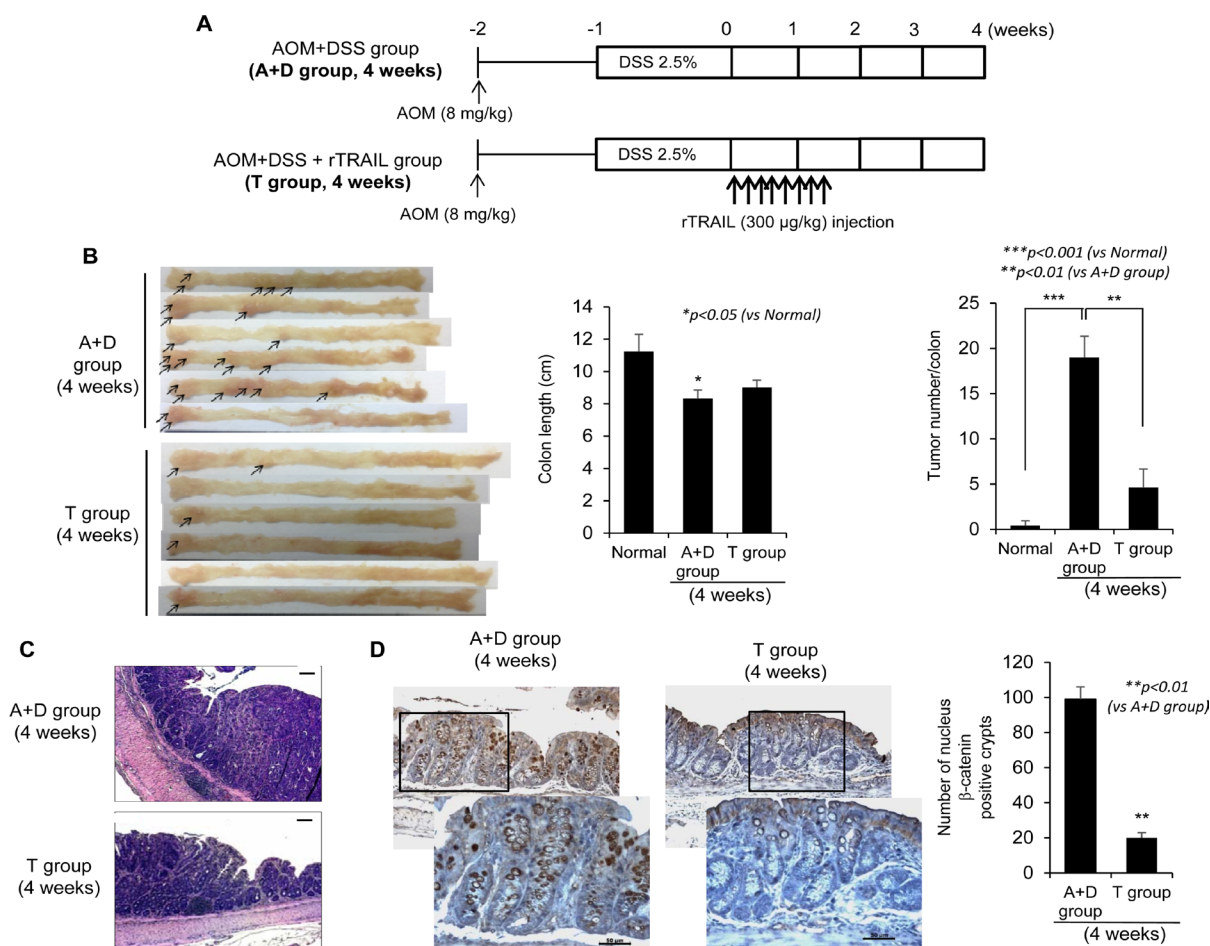 A
-2
-1
0
1
2
3
4 (weeks)
AOM+DSS group
(A+D group, 4 weeks)
DSS 2.5%
AOM (8 mg/kg)
AOM+DSS + rTRAIL group
(T group, 4 weeks)
DSS 2.5%
AOM (8 mg/kg)
rTRAIL (300 µg/kg) injection
B
A+D
group
(4 weeks)
T group
(4 weeks)
*p<0.05 (vs Normal)
Colon length (cm)
14
12
10
8
6
4
2
0
*
Normal
A+D
group
T group
(4 weeks)
***p<0.001 (vs Normal)
**p<0.01 (vs A+D group)
Tumor number/colon
25
20
15
10
5
0
***
**
Normal
A+D
group
T group
(4 weeks)
C
A+D group
(4 weeks)
T group
(4 weeks)
D
A+D group
(4 weeks)
T group
(4 weeks)
50 µm
50 µm
Number of nucleus
β-catenin
positive crypts
120
100
80
60
40
20
0
**p<0.01
(vs A+D group)
**
A+D
group
T group
(4 weeks)